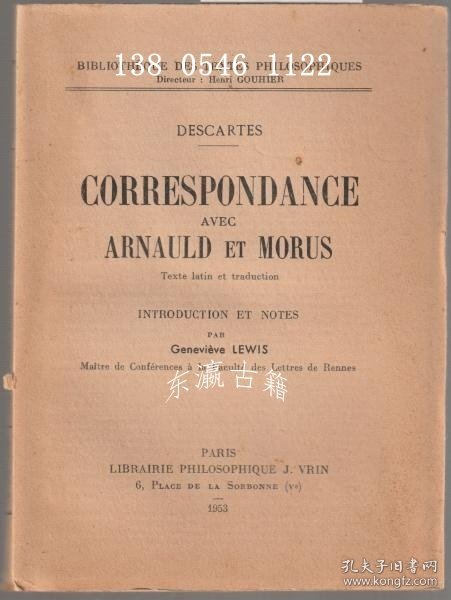 BIBLIOTHÈQUE DES TEXTES PHILOSOPHIQUES
138 0546 1122
Directeur : Henri GOUHIER
DESCARTES
CORRESPONDANCE
AVEC
ARNAULD ET MORUS
Texte latin et traduction
INTRODUCTION ET NOTES
PAR
Geneviève LEWIS
Maître de Conférences à la Faculté des Lettres de Rennes
东瀛古籍
PARIS
LIBRAIRIE PHILOSOPHIQUE J. VRIN
6, PLACE DE LA SORBONNE (Vᵉ)
1953
孔夫子旧书网
www.kongfz.com